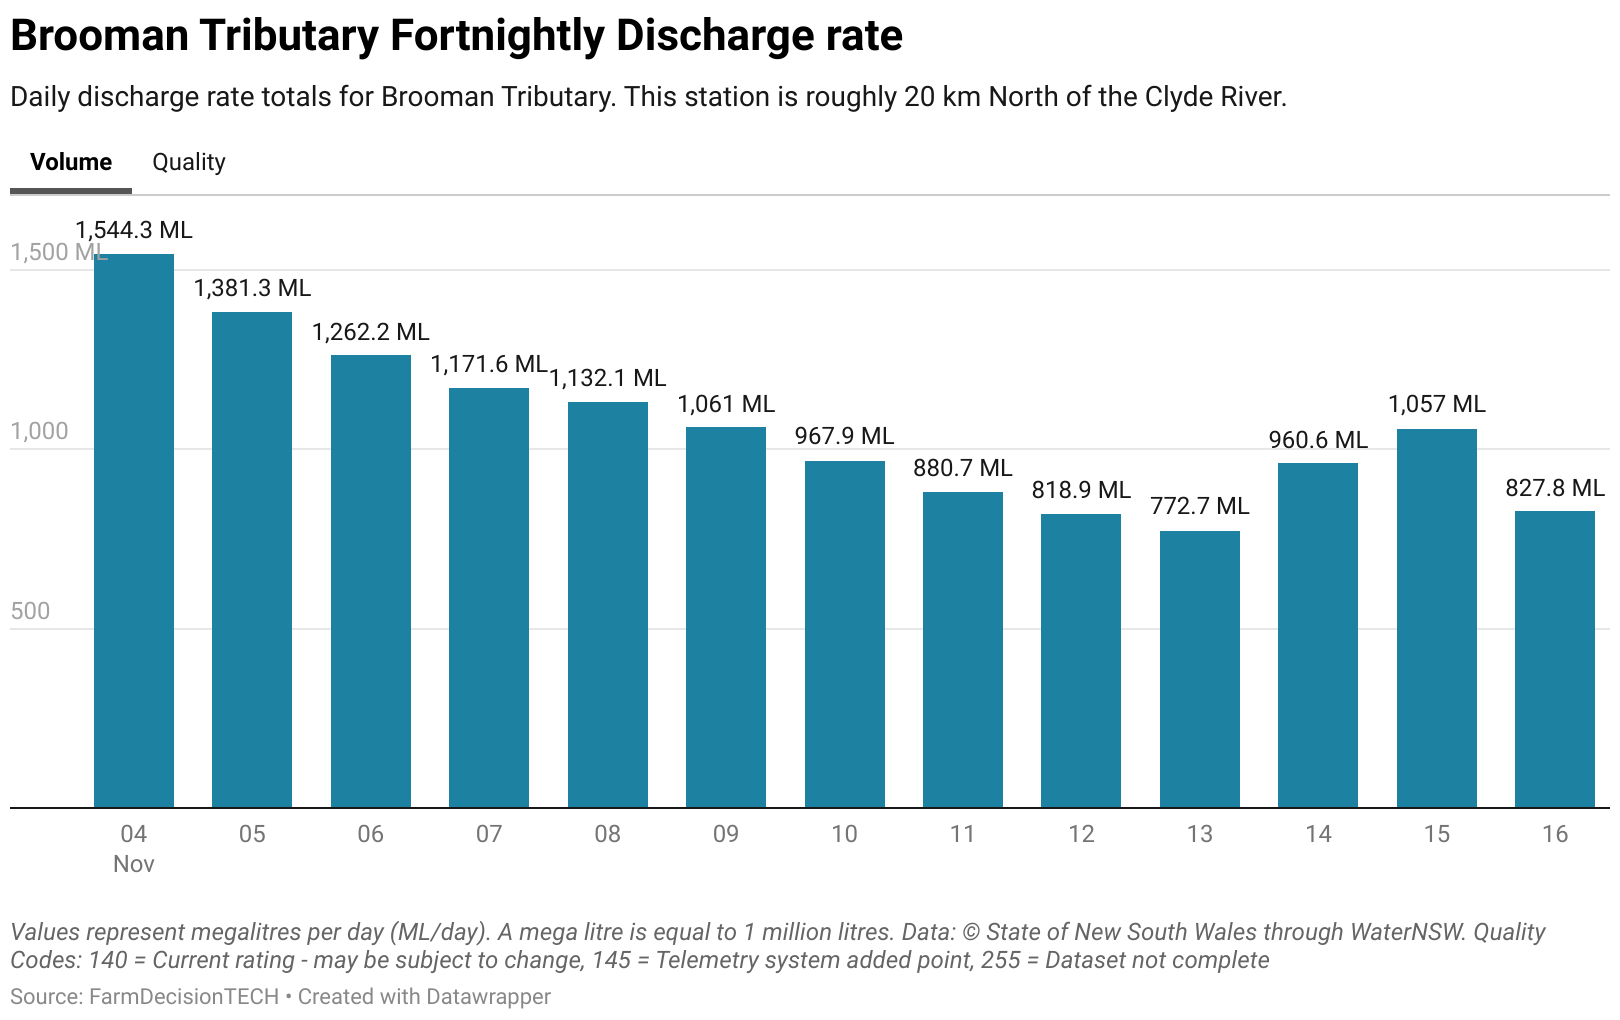 Brooman Tributary Fortnightly Discharge rate
Daily discharge rate totals for Brooman Tributary. This station is roughly 20 km North of the Clyde River.
Volume Quality
1,544.3 ML
1,500 ML
1,381.3 ML
1,262.2 ML
1,171.6 ML
1,132.1 ML
1,061 ML
1,057 ML
1,000
967.9 ML
960.6 ML
880.7 ML
818.9 ML
827.8 ML
772.7 ML
500
04 05 06 07 08 09 10 11 12 13 14 15 16
Nov
Values represent megalitres per day (ML/day). A mega litre is equal to 1 million litres. Data: © State of New South Wales through WaterNSW. Quality
Codes: 140 = Current rating - may be subject to change, 145 = Telemetry system added point, 255 = Dataset not complete
Source: FarmDecisionTECH • Created with Datawrapper